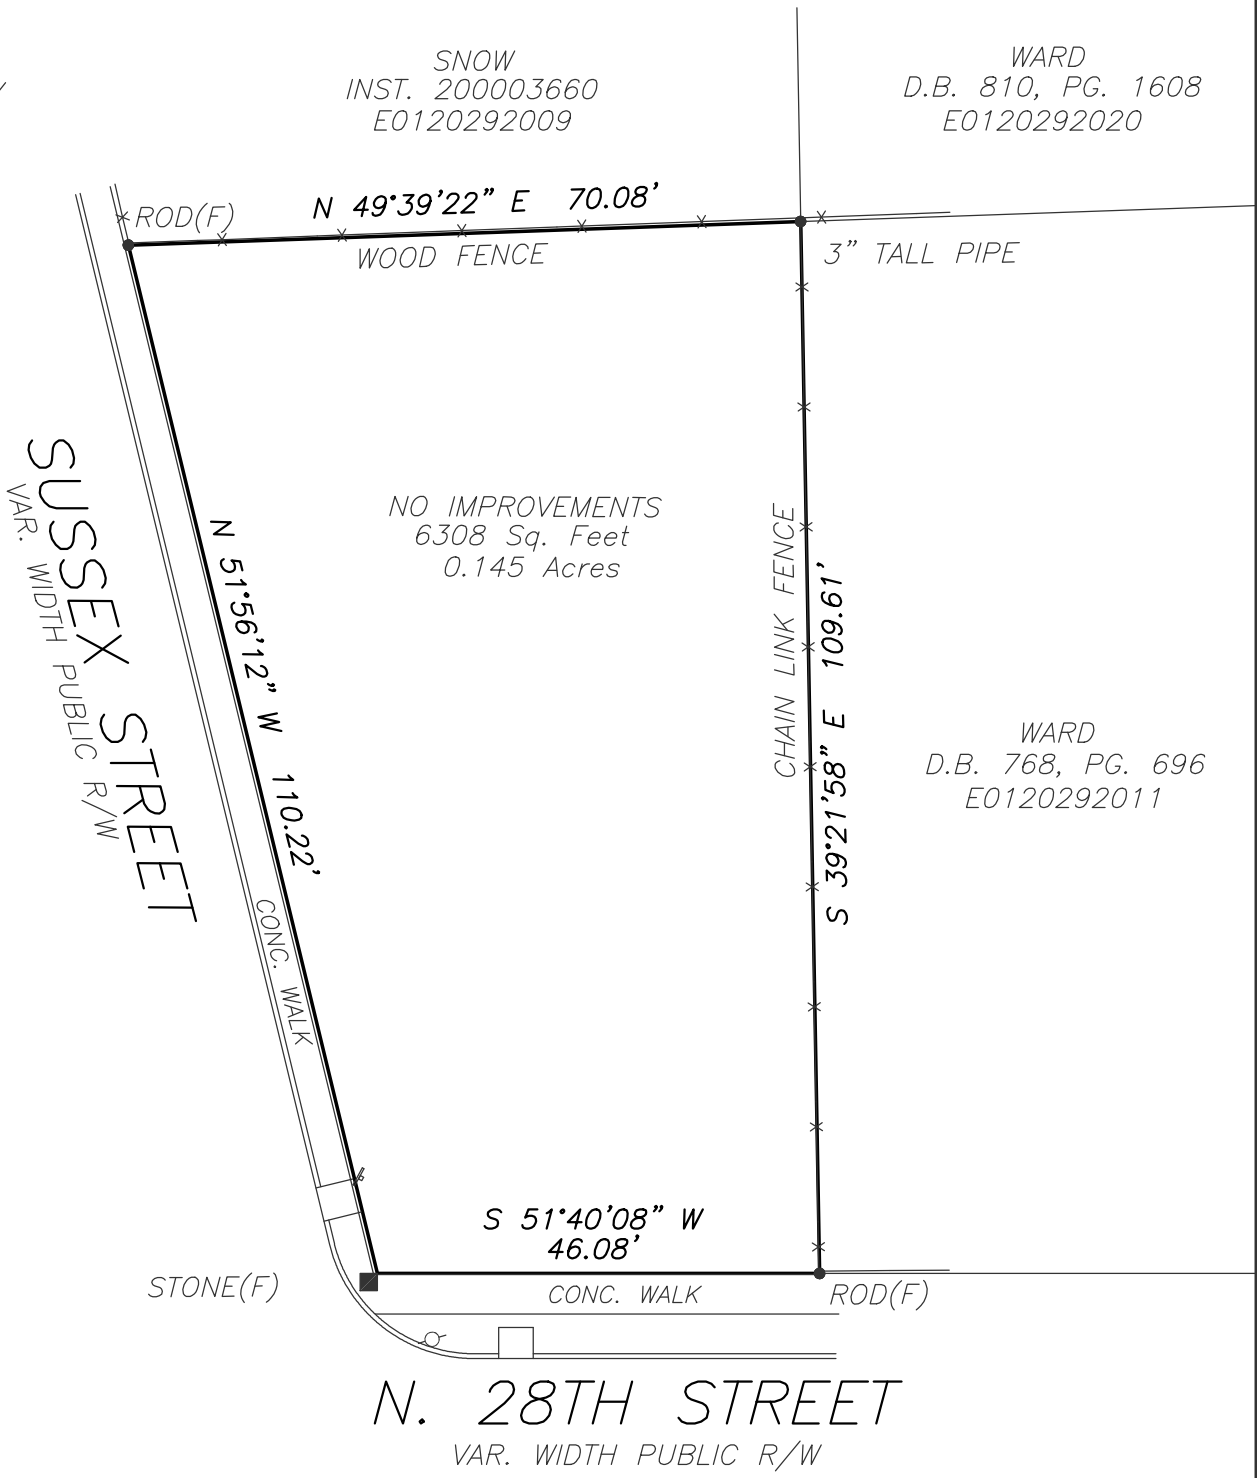 SNOW
INST. 200003660
E0120292009
WARD
D.B. 810, PG. 1608
E0120292020
ROD(F)
N 49°39'22" E 70.08'
WOOD FENCE
3" TALL PIPE
SUSSEX STREET
VAR. WIDTH PUBLIC R/W
N 51°56'12" W 110.22'
CONC. WALK
NO IMPROVEMENTS
6308 Sq. Feet
0.145 Acres
CHAIN LINK FENCE
S 39°21'58" E 109.61'
WARD
D.B. 768, PG. 696
E0120292011
S 51°40'08" W
46.08'
STONE(F)
CONC. WALK
ROD(F)
N. 28TH STREET
VAR. WIDTH PUBLIC R/W